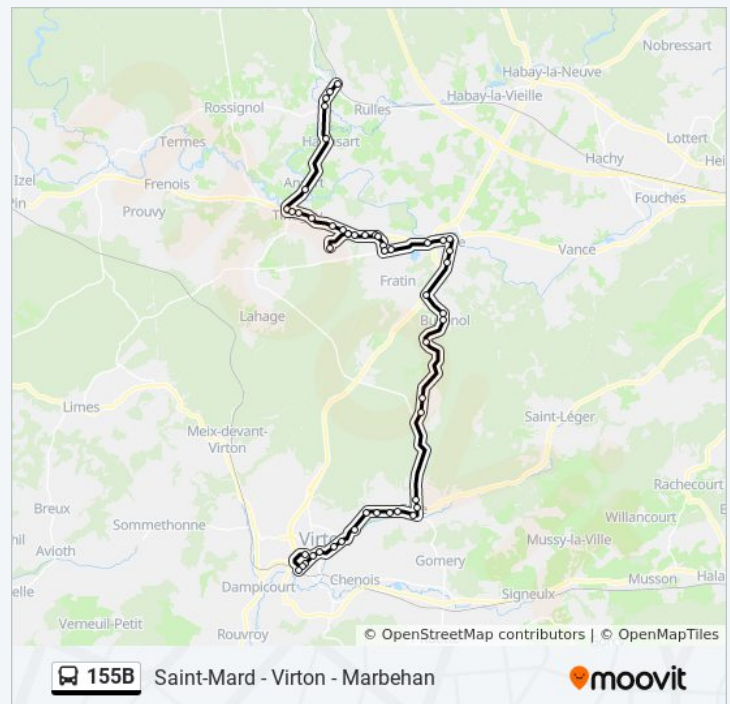 Nobressart
Habay-la-Neuve
Habay-la-Vieille
Rossignol
Rulles
Termes
Lottert
Hachy
Izel
Frenois
Prouvy
Fouches
Vance
Fratin
Lahage
Limes
Saint-Léger
Meix-devant-
Virton
Rachecourt
Willancourt
Breux
Sommethonne
Avioth
Mussy-la-Ville
Gomery
Dampicourt
Chenois
Musson
Signeulx
Verneuil-Petit
Rouvroy
© OpenStreetMap contributors | © OpenMapTiles
155B Saint-Mard - Virton - Marbehan
moovit